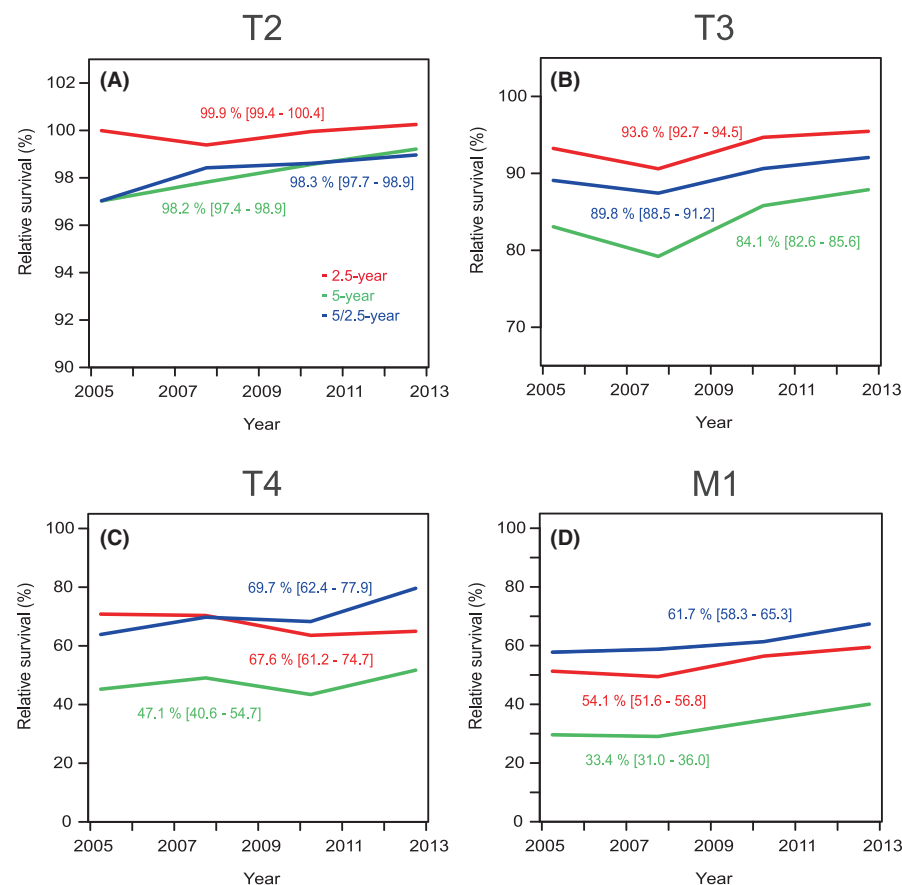 T2
(A)
Relative survival (%)
102
100
98
96
94
92
90
99.9 % [99.4 - 100.4]
98.3 % [97.7 - 98.9]
98.2 % [97.4 - 98.9]
2.5-year
5-year
5/2.5-year
2005 2007 2009 2011 2013
Year
T3
(B)
Relative survival (%)
100
90
80
70
93.6 % [92.7 - 94.5]
89.8 % [88.5 - 91.2]
84.1 % [82.6 - 85.6]
2005 2007 2009 2011 2013
Year
T4
(C)
Relative survival (%)
100
80
60
40
20
0
69.7 % [62.4 - 77.9]
67.6 % [61.2 - 74.7]
47.1 % [40.6 - 54.7]
2005 2007 2009 2011 2013
Year
M1
(D)
Relative survival (%)
100
80
60
40
20
0
61.7 % [58.3 - 65.3]
54.1 % [51.6 - 56.8]
33.4 % [31.0 - 36.0]
2005 2007 2009 2011 2013
Year